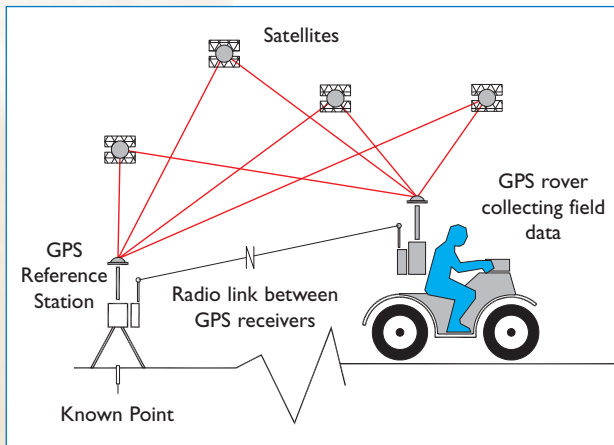 Satellites
GPS rover
collecting field
data
GPS
Reference
Station
Radio link between
GPS receivers
Known Point